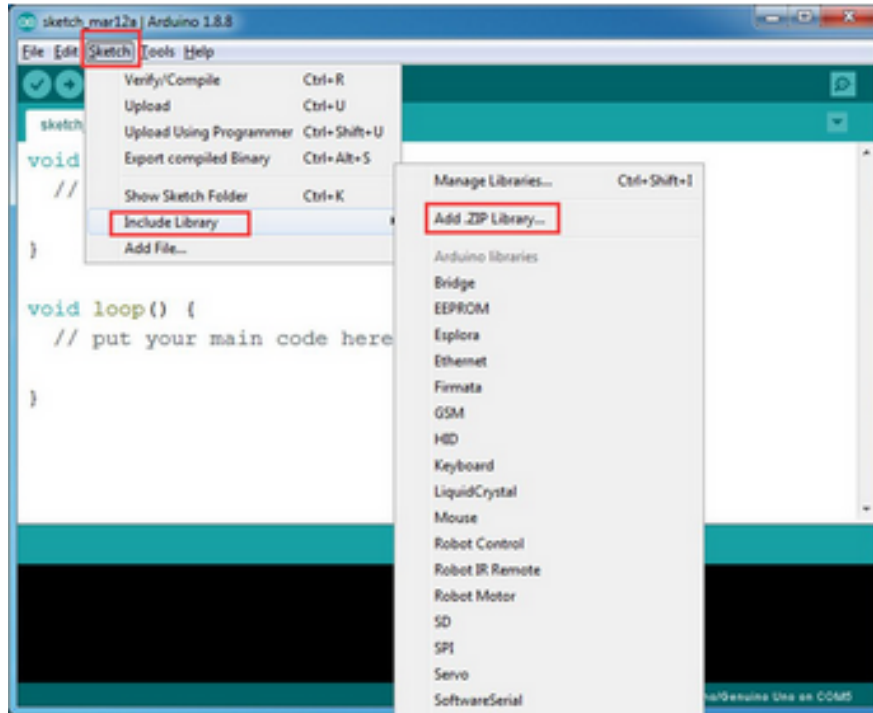 sketch_mar12a | Arduino 1.8.8
File Edit Sketch Tools Help
Verify/Compile Ctrl+R
Upload Ctrl+U
Upload Using Programmer Ctrl+Shift+U
Export compiled Binary Ctrl+Alt+S
Show Sketch Folder Ctrl+K
Include Library
Add File...
sketch
void
//
}
void loop() {
// put your main code here
}
Manage Libraries... Ctrl+Shift+I
Add .ZIP Library...
Arduino libraries
Bridge
EEPROM
Esplora
Ethernet
Firmata
GSM
HID
Keyboard
LiquidCrystal
Mouse
Robot Control
Robot IR Remote
Robot Motor
SD
SPI
Servo
SoftwareSerial
no/Genuino Uno on COM5